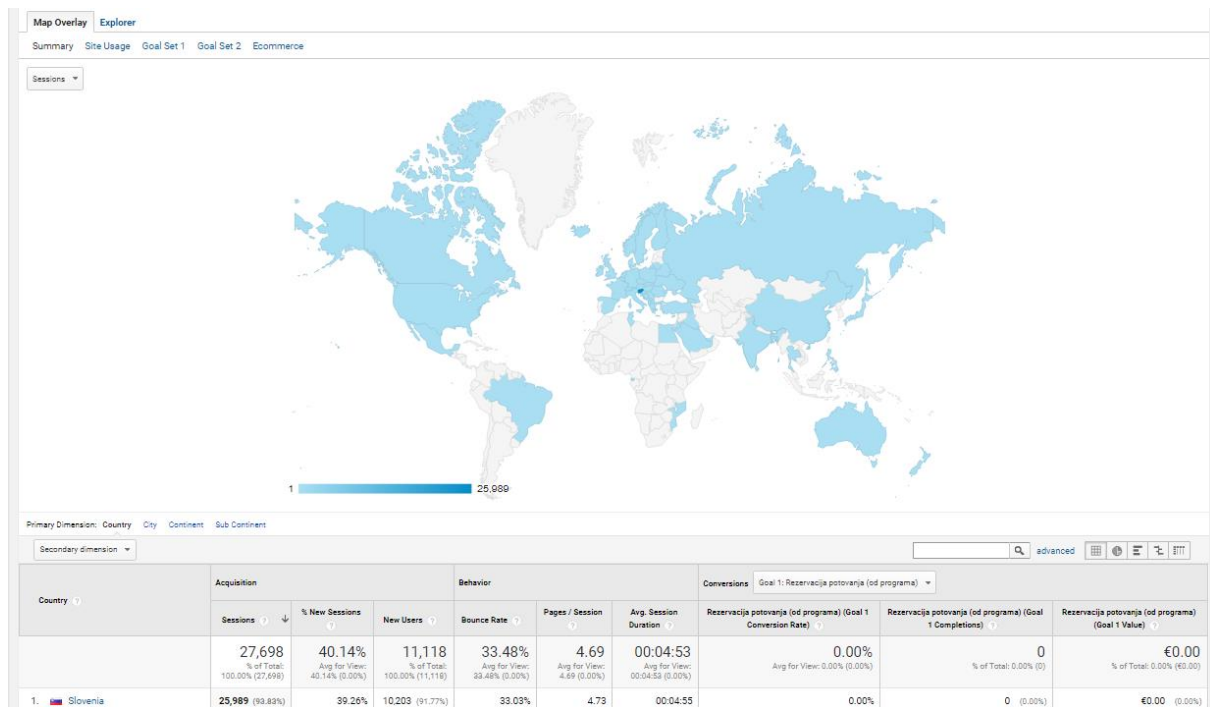 Map Overlay Explorer
Summary Site Usage Goal Set 1 Goal Set 2 Ecommerce
Sessions
1 25,989
Primary Dimension: Country City Continent Sub Continent
Secondary dimension advanced
Country Acquisition Behavior Conversions Goal 1: Rezervacija potovanja (od programa)
Sessions % New Sessions New Users Bounce Rate Pages / Session Avg. Session Duration Rezervacija potovanja (od programa) (Goal 1 Conversion Rate) Rezervacija potovanja (od programa) (Goal 1 Completions) Rezervacija potovanja (od programa) (Goal 1 Value)
27,698 40.14% 11,118 33.48% 4.69 00:04:53 0.00% 0 €0.00
% of Total: 100.00% (27,698) Avg for View: 40.14% (0.00%) % of Total: 100.00% (11,118) Avg for View: 33.48% (0.00%) Avg for View: 4.69 (0.00%) Avg for View: 00:04:53 (0.00%) Avg for View: 0.00% (0.00%) % of Total: 0.00% (0) % of Total: 0.00% (€0.00)
1. Slovenia 25,989 (93.83%) 39.26% 10,203 (91.77%) 33.03% 4.73 00:04:55 0.00% 0 (0.00%) €0.00 (0.00%)